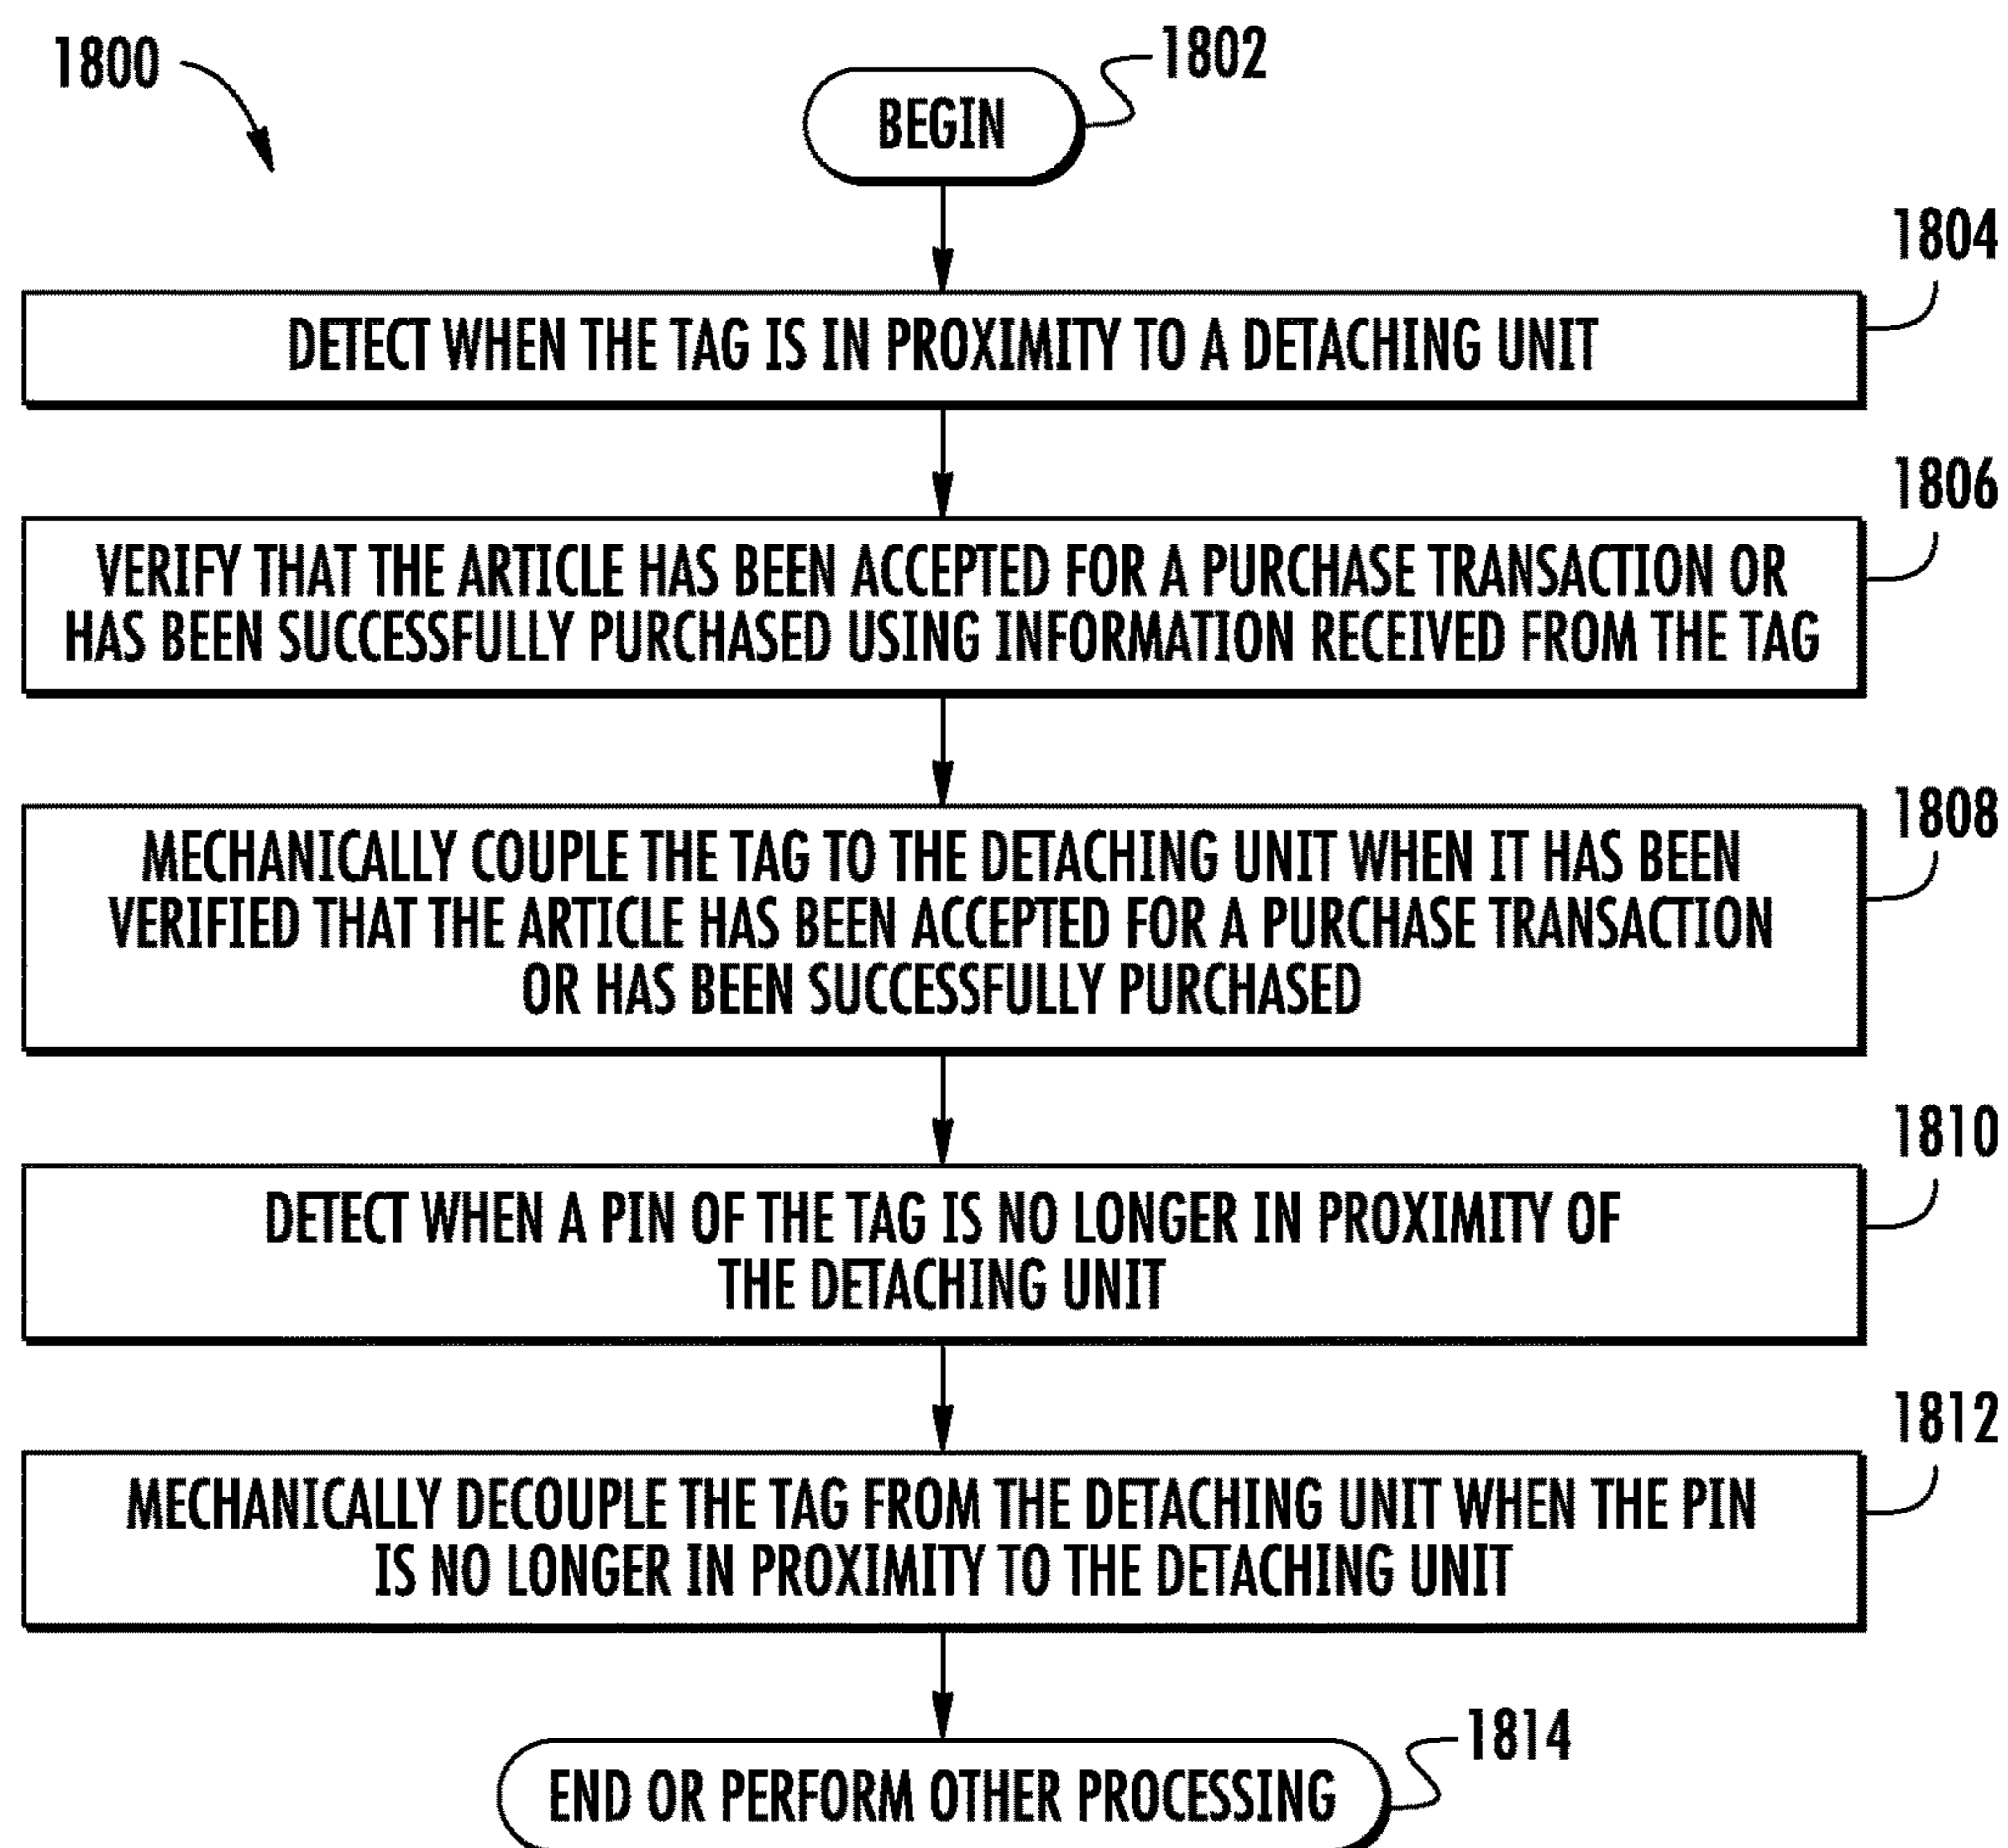 1800
1802
BEGIN
1804
DETECT WHEN THE TAG IS IN PROXIMITY TO A DETACHING UNIT
1806
VERIFY THAT THE ARTICLE HAS BEEN ACCEPTED FOR A PURCHASE TRANSACTION OR
HAS BEEN SUCCESSFULLY PURCHASED USING INFORMATION RECEIVED FROM THE TAG
1808
MECHANICALLY COUPLE THE TAG TO THE DETACHING UNIT WHEN IT HAS BEEN
VERIFIED THAT THE ARTICLE HAS BEEN ACCEPTED FOR A PURCHASE TRANSACTION
OR HAS BEEN SUCCESSFULLY PURCHASED
1810
DETECT WHEN A PIN OF THE TAG IS NO LONGER IN PROXIMITY OF
THE DETACHING UNIT
1812
MECHANICALLY DECOUPLE THE TAG FROM THE DETACHING UNIT WHEN THE PIN
IS NO LONGER IN PROXIMITY TO THE DETACHING UNIT
1814
END OR PERFORM OTHER PROCESSING